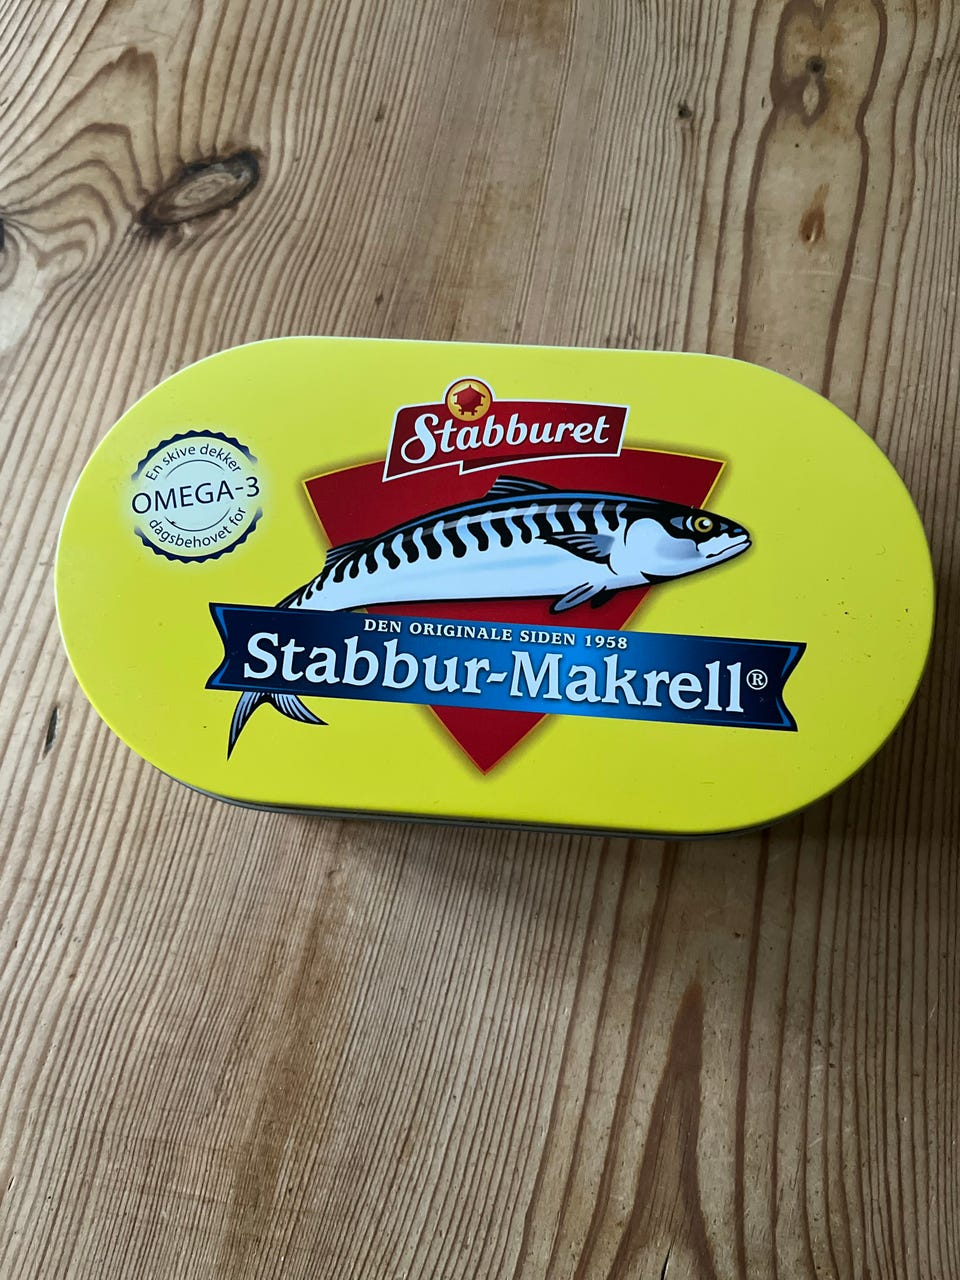 Stabburet
En skive dekker
OMEGA-3
dagsbehovet for
DEN ORIGINALE SIDEN 1958
Stabbur-Makrell®